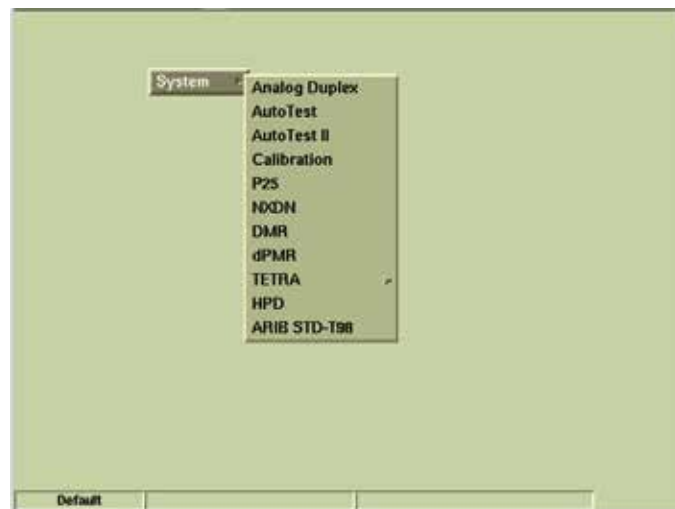 System
Analog Duplex
AutoTest
AutoTest II
Calibration
P25
NXDN
DMR
dPMR
TETRA
HPD
ARIB STD-T98
Default